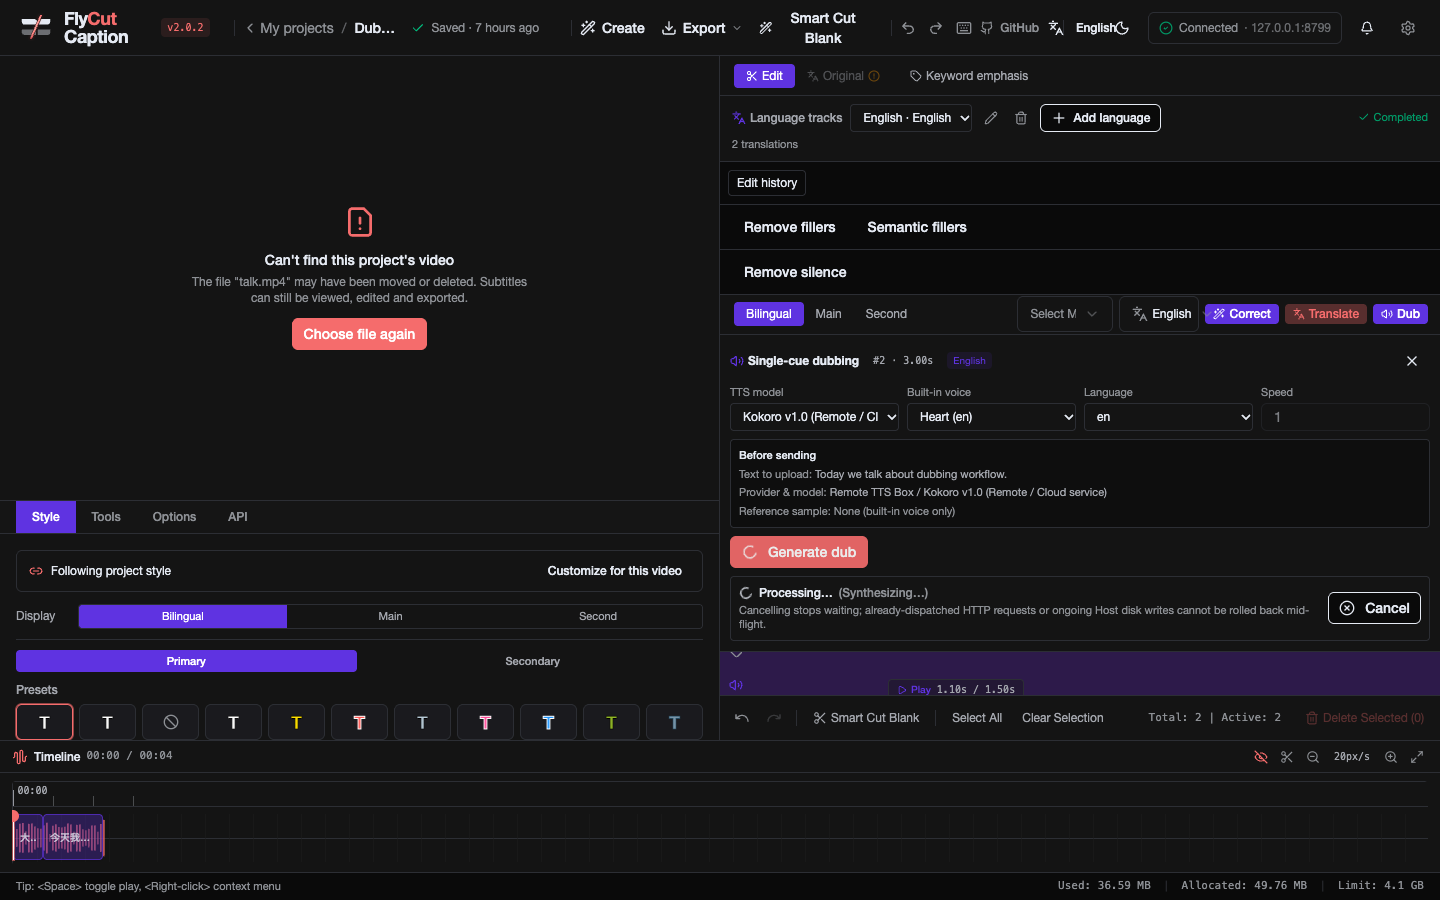 FlyCut Caption
v2.0.2
My projects / Dub...
Saved · 7 hours ago
Create
Export
Smart Cut Blank
GitHub
English
Connected · 127.0.0.1:8799
Can't find this project's video
The file "talk.mp4" may have been moved or deleted. Subtitles
can still be viewed, edited and exported.
Choose file again
Edit
Original
Keyword emphasis
Language tracks
English · English
Add language
Completed
2 translations
Edit history
Remove fillers
Semantic fillers
Remove silence
Bilingual
Main
Second
Select M
English
Correct
Translate
Dub
Single-cue dubbing
#2 · 3.00s
English
TTS model
Built-in voice
Language
Speed
Kokoro v1.0 (Remote / Cl
Heart (en)
en
1
Before sending
Text to upload: Today we talk about dubbing workflow.
Provider & model: Remote TTS Box / Kokoro v1.0 (Remote / Cloud service)
Reference sample: None (built-in voice only)
Generate dub
Processing... (Synthesizing...)
Cancelling stops waiting; already-dispatched HTTP requests or ongoing Host disk writes cannot be rolled back mid-
flight.
Cancel
Play 1.10s / 1.50s
Style
Tools
Options
API
Following project style
Customize for this video
Display
Bilingual
Main
Second
Primary
Secondary
Presets
T T T T T T T T T T
Smart Cut Blank
Select All
Clear Selection
Total: 2 | Active: 2
Delete Selected (0)
Timeline 00:00 / 00:04
20px/s
00:00
大...
今天我...
Tip: <Space> toggle play, <Right-click> context menu
Used: 36.59 MB | Allocated: 49.76 MB | Limit: 4.1 GB